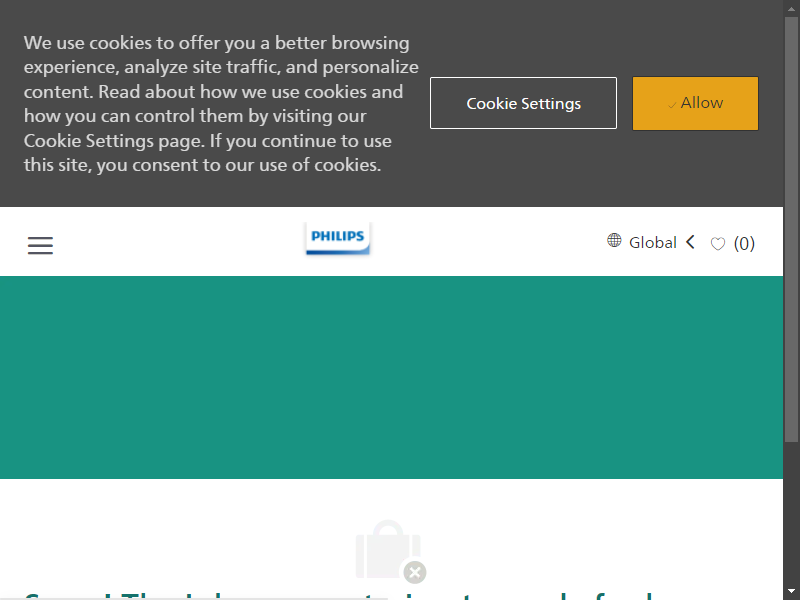 We use cookies to offer you a better browsing
experience, analyze site traffic, and personalize
content. Read about how we use cookies and
how you can control them by visiting our
Cookie Settings page. If you continue to use
this site, you consent to our use of cookies.
Cookie Settings
Allow
PHILIPS
Global
(0)